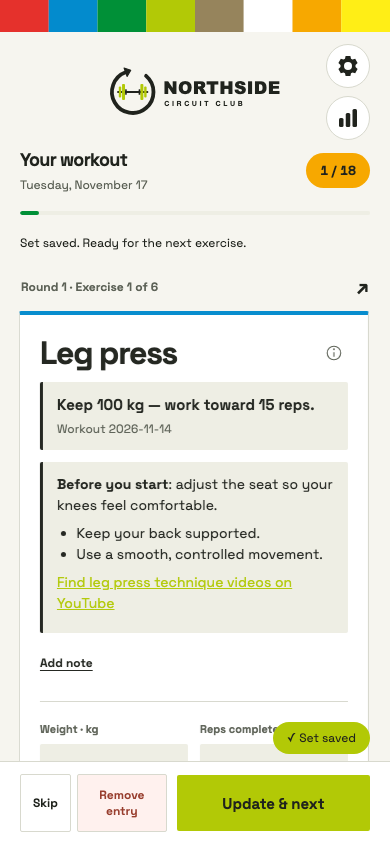 NORTHSIDE
CIRCUIT CLUB
Your workout
Tuesday, November 17
1 / 18
Set saved. Ready for the next exercise.
Round 1 · Exercise 1 of 6
Leg press
Keep 100 kg — work toward 15 reps.
Workout 2026-11-14
Before you start: adjust the seat so your
knees feel comfortable.
Keep your back supported.
Use a smooth, controlled movement.
Find leg press technique videos on
YouTube
Add note
Weight · kg
Reps complete
✓ Set saved
Skip
Remove
entry
Update & next